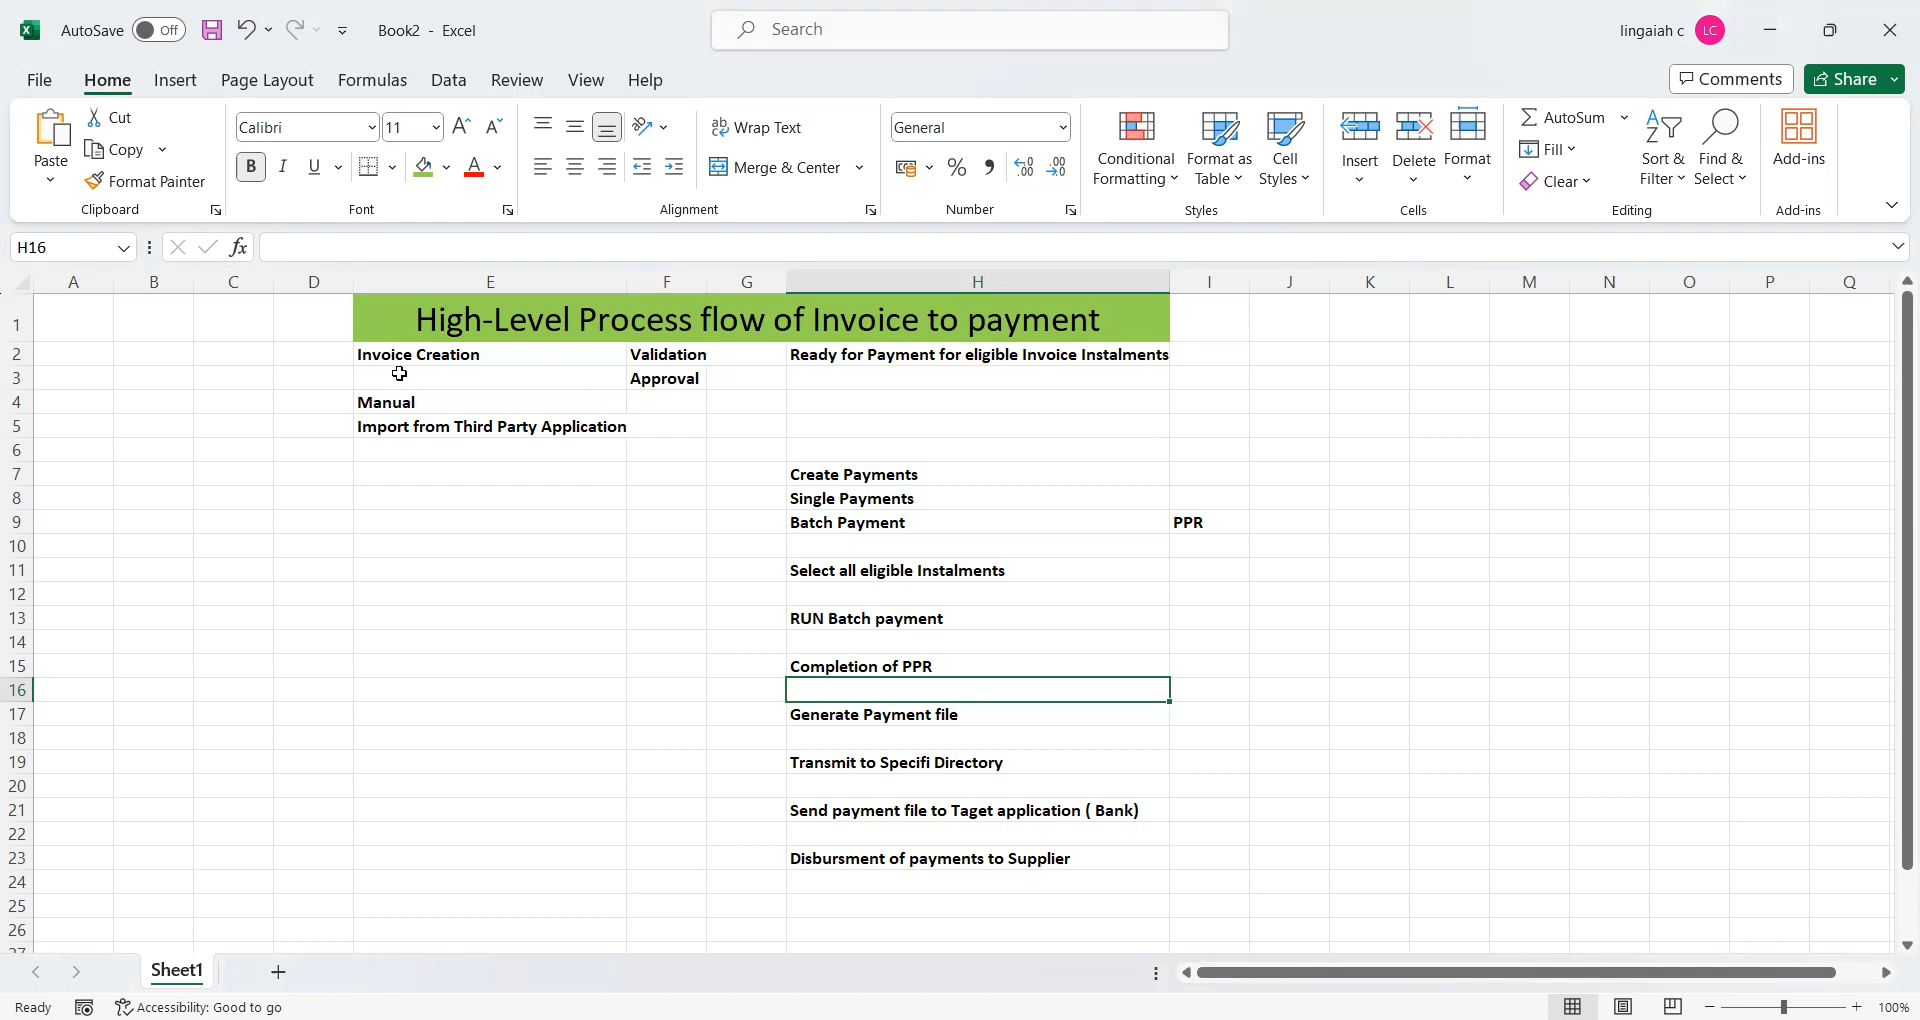 AutoSave Off Book2 - Excel Search lingaiah c LC
File Home Insert Page Layout Formulas Data Review View Help Comments Share
Paste Cut Copy Format Painter Clipboard
Calibri 11 B I U A Font
Wrap Text Merge & Center Alignment
General % Number
Conditional Formatting Format as Table Cell Styles Styles
Insert Delete Format Cells
AutoSum Fill Clear Sort & Filter Find & Select Editing
Add-ins Add-ins
H16 fx
A B C D E F G H I J K L M N O P Q
1 High-Level Process flow of Invoice to payment
2 Invoice Creation Validation Ready for Payment for eligible Invoice Instalments
3 Approval
4 Manual
5 Import from Third Party Application
6
7 Create Payments
8 Single Payments
9 Batch Payment PPR
10
11 Select all eligible Instalments
12
13 RUN Batch payment
14
15 Completion of PPR
16
17 Generate Payment file
18
19 Transmit to Specifi Directory
20
21 Send payment file to Taget application ( Bank)
22
23 Disbursment of payments to Supplier
24
25
26
27
Sheet1
Ready Accessibility: Good to go 100%